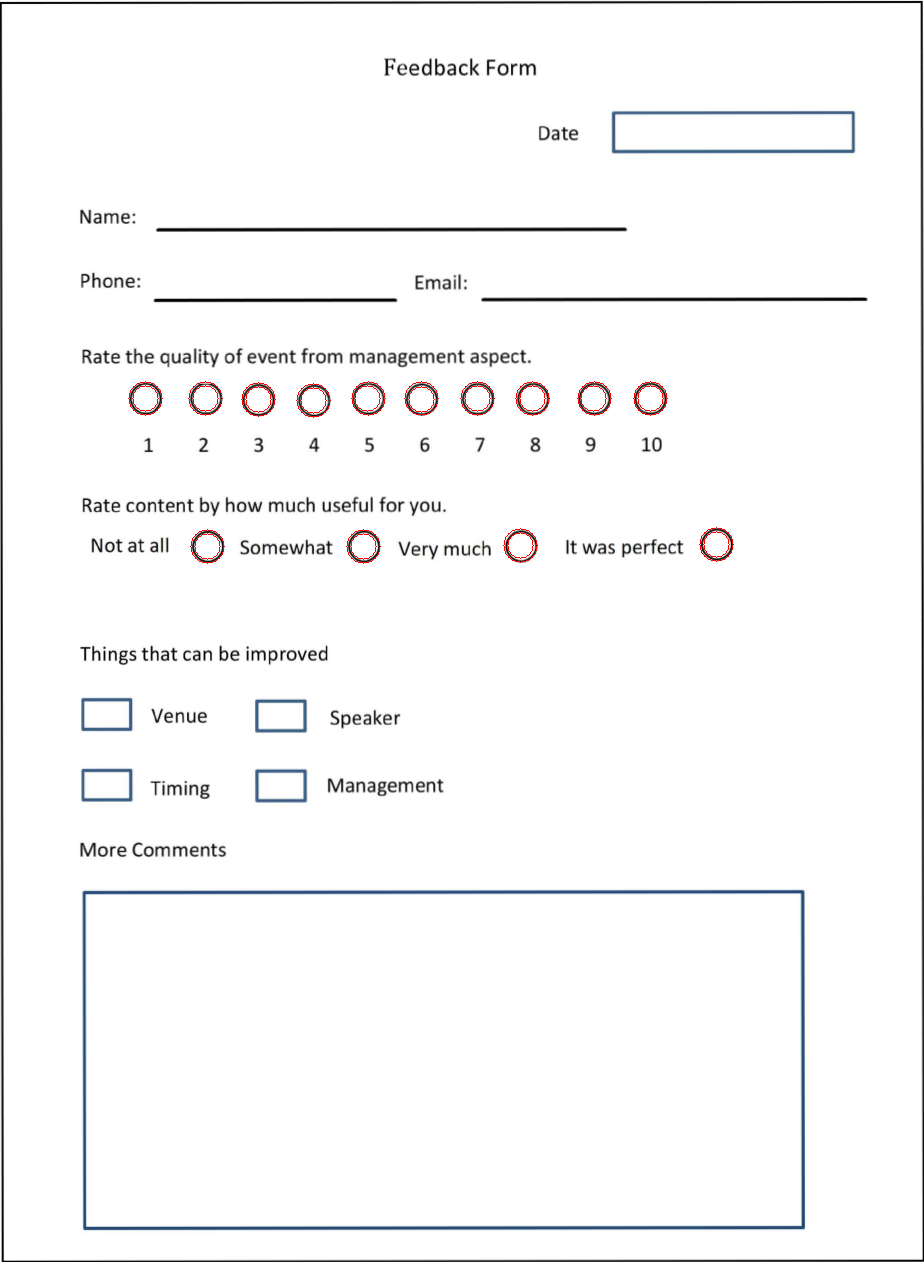 Feedback Form
Date
Name:
Phone: Email:
Rate the quality of event from management aspect.
1 2 3 4 5 6 7 8 9 10
Rate content by how much useful for you.
Not at all Somewhat Very much It was perfect
Things that can be improved
Venue Speaker
Timing Management
More Comments